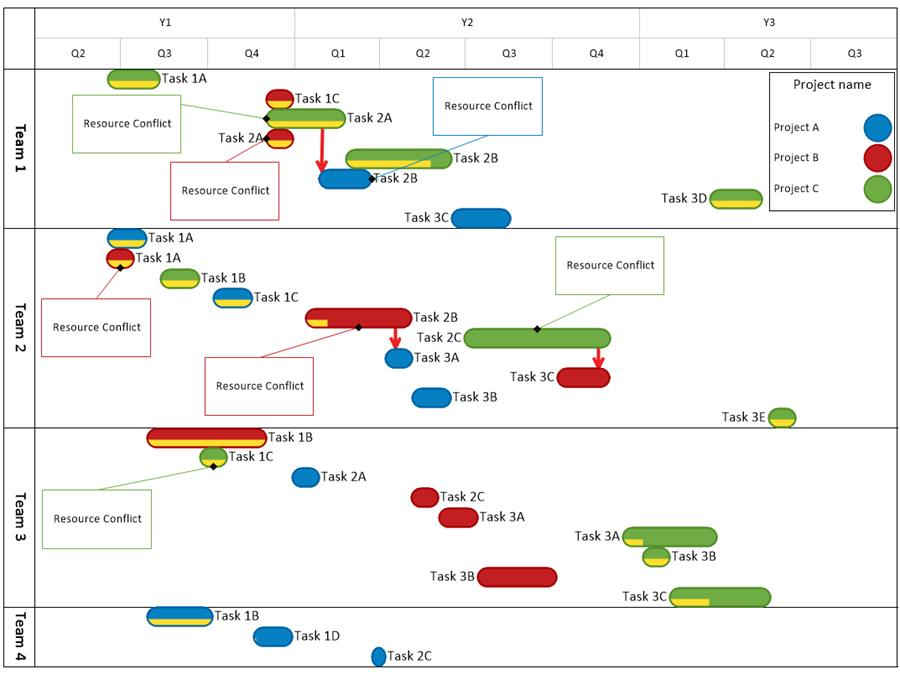 Y1
Y2
Y3
Q2
Q3
Q4
Q1
Q2
Q3
Q4
Q1
Q2
Q3
Team 1
Task 1A
Task 1C
Resource Conflict
Task 2A
Resource Conflict
Task 2A
Resource Conflict
Task 2B
Task 2B
Task 3D
Task 3C
Project name
Project A
Project B
Project C
Team 2
Task 1A
Task 1A
Resource Conflict
Task 1B
Task 1C
Resource Conflict
Task 2B
Task 2C
Resource Conflict
Task 3A
Task 3C
Task 3B
Task 3E
Team 3
Task 1B
Task 1C
Resource Conflict
Task 2A
Task 2C
Task 3A
Task 3A
Task 3B
Task 3B
Task 3C
Team 4
Task 1B
Task 1D
Task 2C